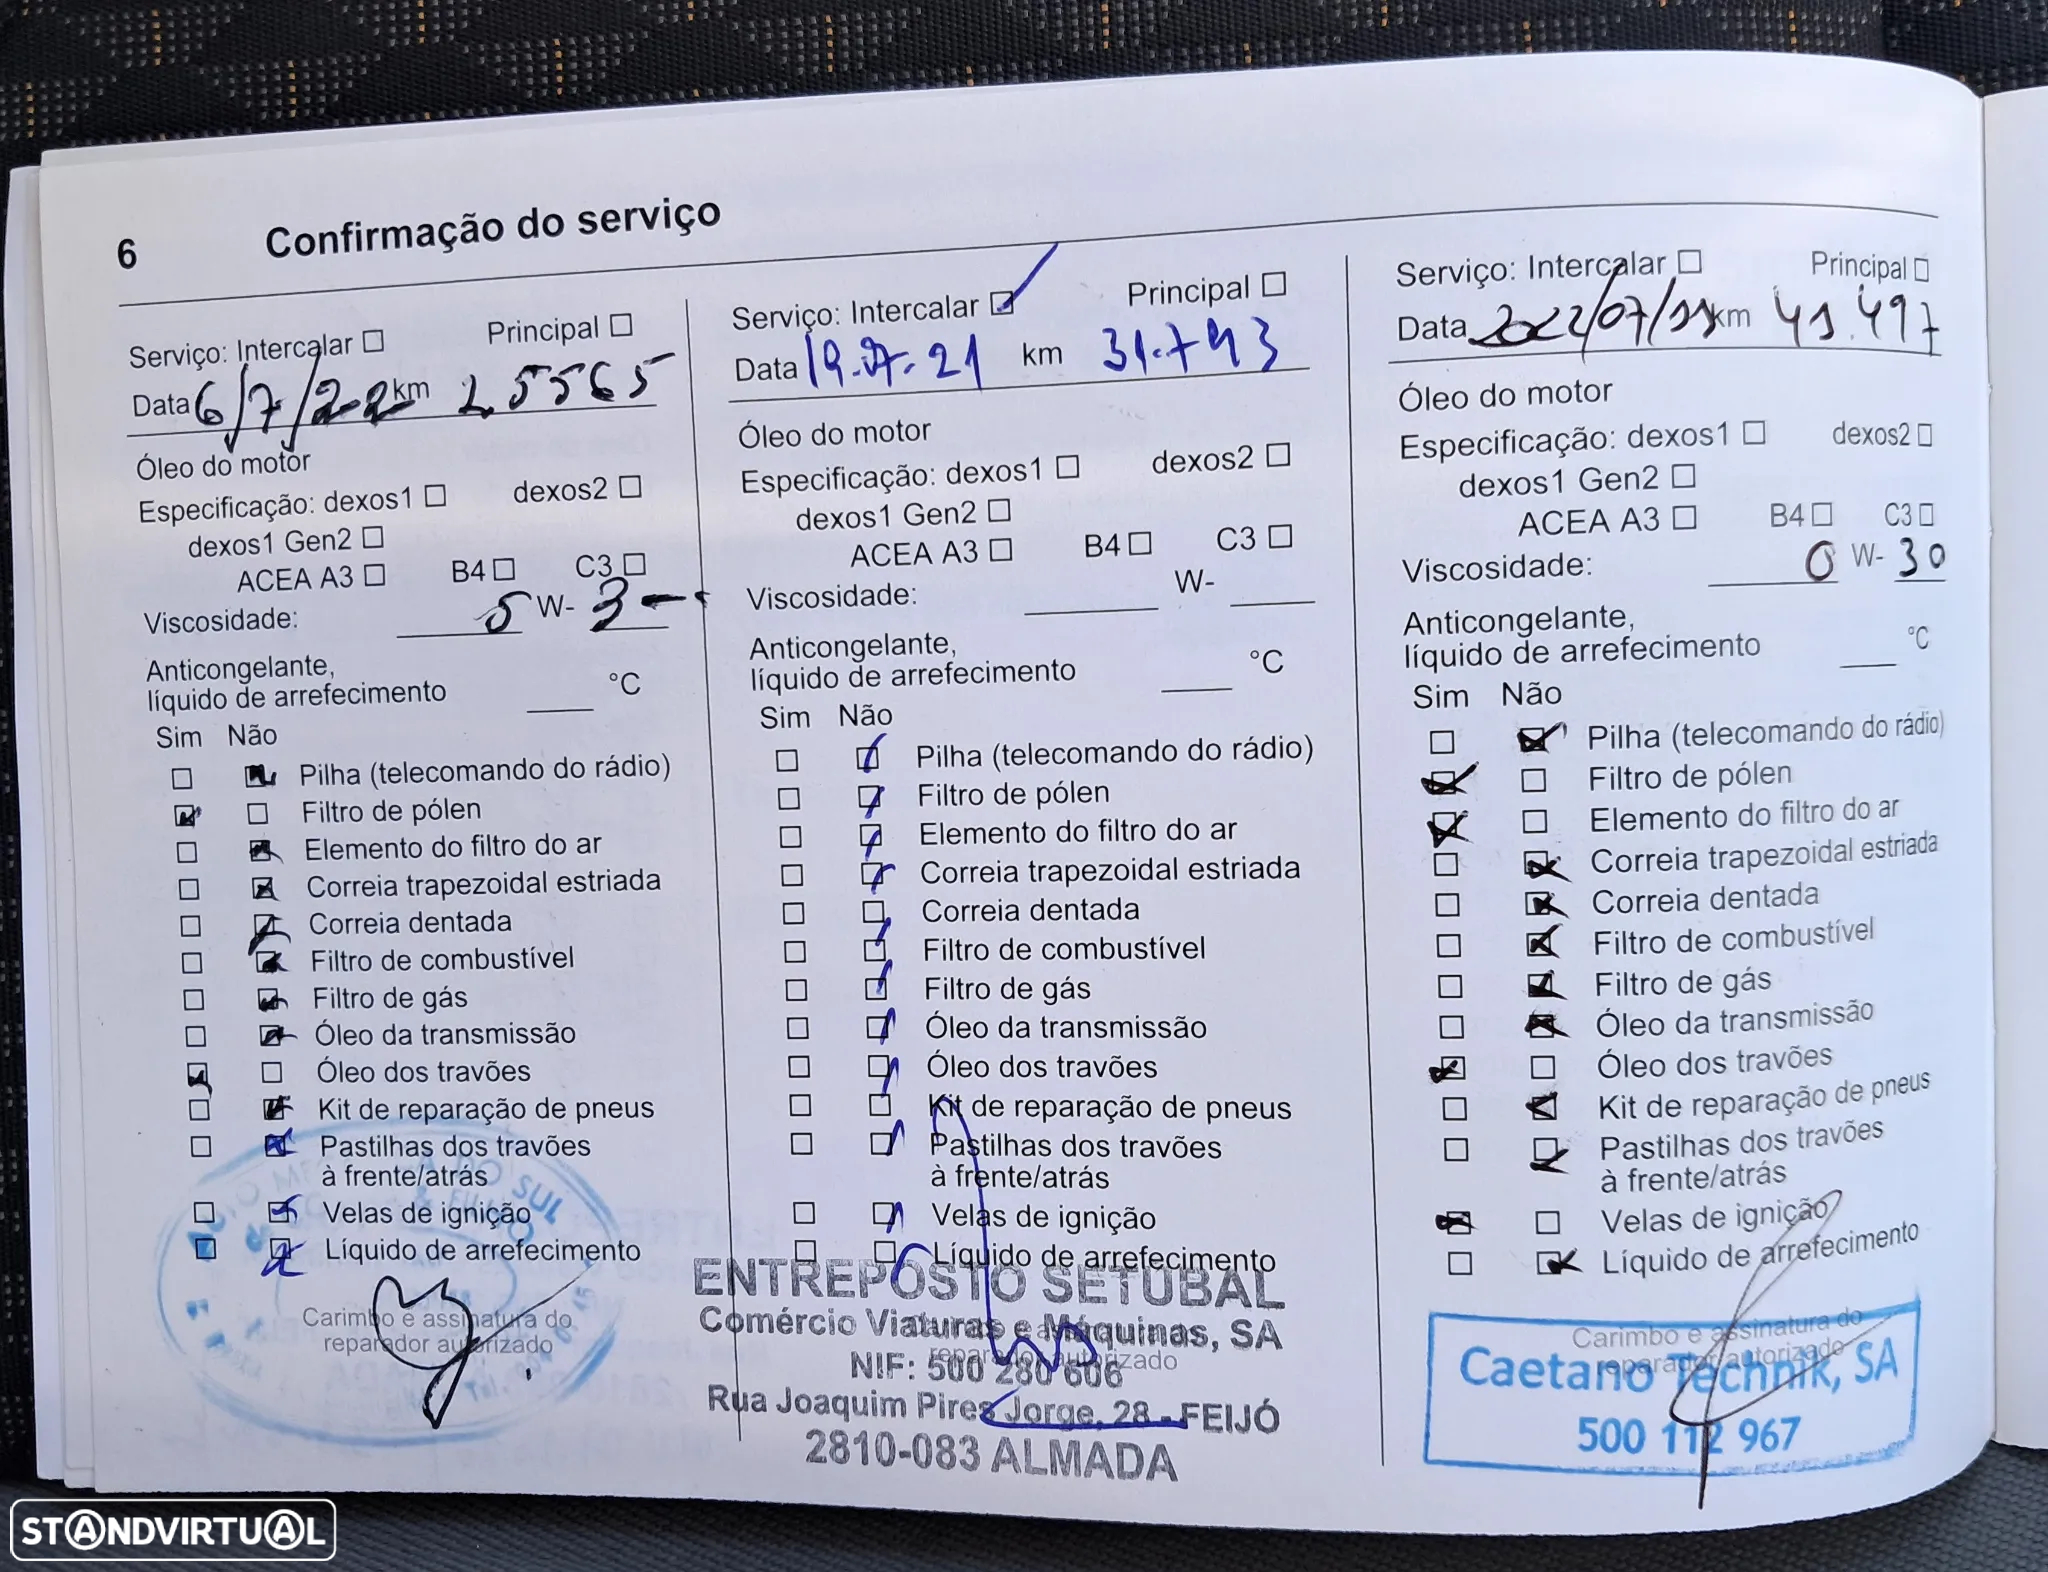 6 Confirmação do serviço
Serviço: Intercalar Principal
Data 6/7/22 km 25565
Óleo do motor
Especificação: dexos1 dexos2
dexos1 Gen2
ACEA A3 B4 C3
Viscosidade: 5 W-
Anticongelante,
líquido de arrefecimento °C
Sim Não
Pilha (telecomando do rádio)
Filtro de pólen
Elemento do filtro do ar
Correia trapezoidal estriada
Correia dentada
Filtro de combustível
Filtro de gás
Óleo da transmissão
Óleo dos travões
Kit de reparação de pneus
Pastilhas dos travões
à frente/atrás
Velas de ignição
Líquido de arrefecimento
Carimbo e assinatura do
reparador autorizado
Serviço: Intercalar Principal
Data 19.07.21 km 31.743
Óleo do motor
Especificação: dexos1 dexos2
dexos1 Gen2
ACEA A3 B4 C3
Viscosidade: W-
Anticongelante,
líquido de arrefecimento °C
Sim Não
Pilha (telecomando do rádio)
Filtro de pólen
Elemento do filtro do ar
Correia trapezoidal estriada
Correia dentada
Filtro de combustível
Filtro de gás
Óleo da transmissão
Óleo dos travões
Kit de reparação de pneus
Pastilhas dos travões
à frente/atrás
Velas de ignição
Líquido de arrefecimento
ENTREPOSTO SETUBAL
Comércio Viaturas e Máquinas, SA
NIF: 500 280 606
Rua Joaquim Pires Jorge, 28 - FEIJÓ
2810-083 ALMADA
Serviço: Intercalar Principal
Data 2022/07/11 km 41.497
Óleo do motor
Especificação: dexos1 dexos2
dexos1 Gen2
ACEA A3 B4 C3
Viscosidade: 0 W- 30
Anticongelante,
líquido de arrefecimento °C
Sim Não
Pilha (telecomando do rádio)
Filtro de pólen
Elemento do filtro do ar
Correia trapezoidal estriada
Correia dentada
Filtro de combustível
Filtro de gás
Óleo da transmissão
Óleo dos travões
Kit de reparação de pneus
Pastilhas dos travões
à frente/atrás
Velas de ignição
Líquido de arrefecimento
Carimbo e assinatura do
reparador autorizado
Caetano Technik, SA
500 112 967
STANDVIRTUAL